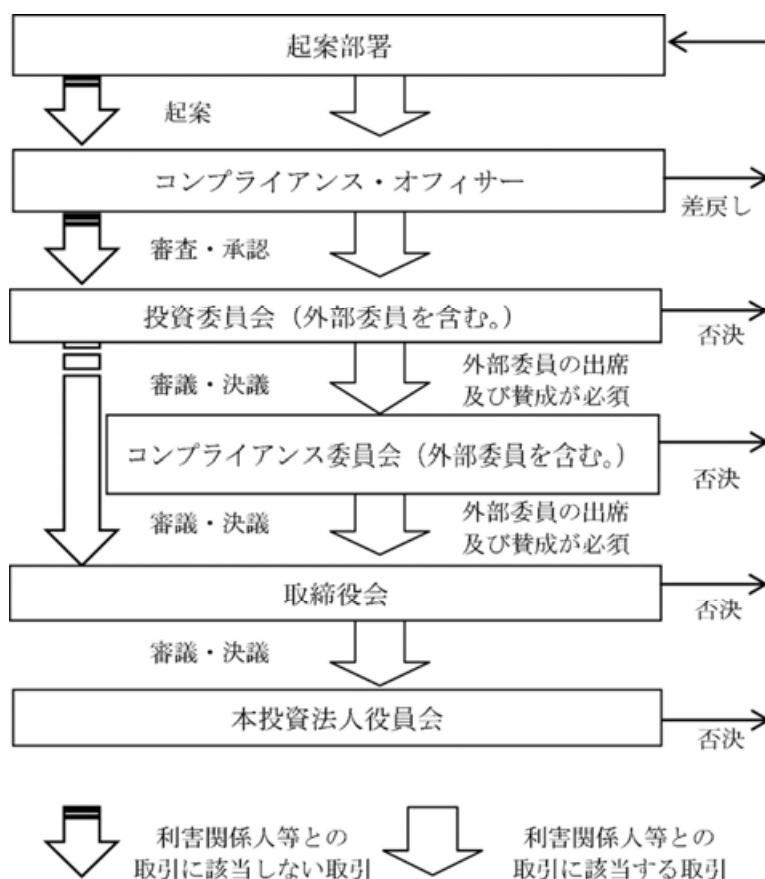 起案部署
起案
コンプライアンス・オフィサー
差戻し
審査・承認
投資委員会（外部委員を含む。）
否決
審議・決議
外部委員の出席
及び賛成が必須
コンプライアンス委員会（外部委員を含む。）
否決
審議・決議
外部委員の出席
及び賛成が必須
取締役会
否決
審議・決議
本投資法人役員会
否決
利害関係人等との
取引に該当しない取引
利害関係人等との
取引に該当する取引